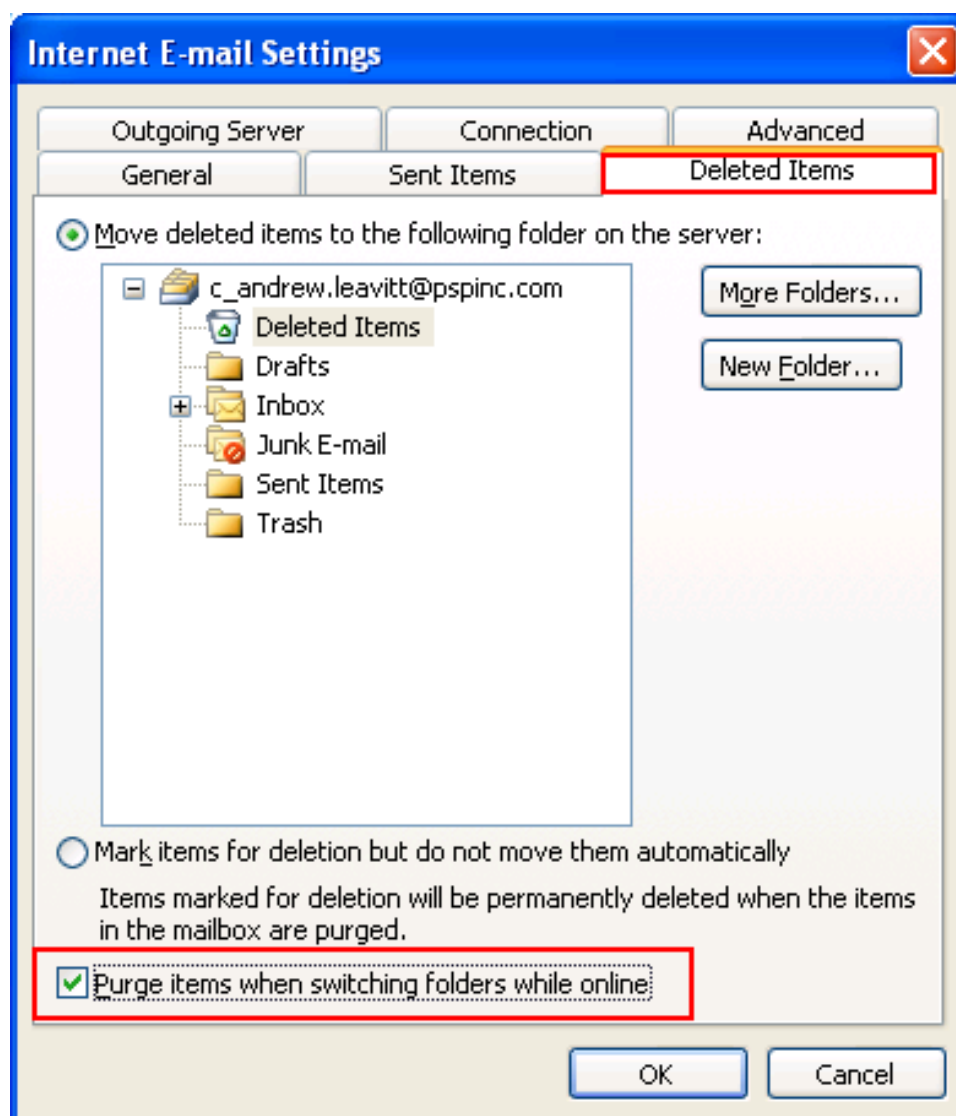 Internet E-mail Settings
Outgoing Server
Connection
Advanced
General
Sent Items
Deleted Items
Move deleted items to the following folder on the server:
c_andrew.leavitt@pspinc.com
More Folders...
Deleted Items
Drafts
New Folder...
Inbox
Junk E-mail
Sent Items
Trash
Mark items for deletion but do not move them automatically
Items marked for deletion will be permanently deleted when the items
in the mailbox are purged.
Purge items when switching folders while online
OK
Cancel